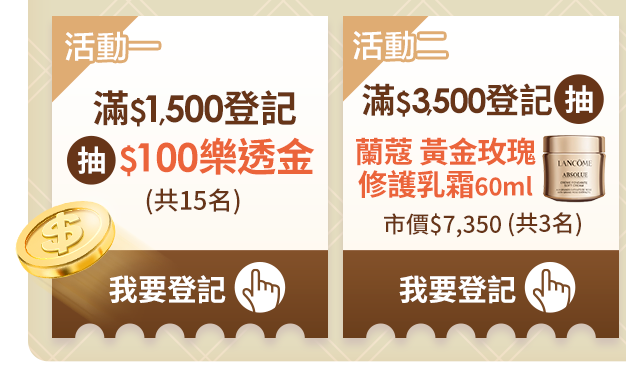 活動一
滿$1,500登記
抽 $100樂透金
(共15名)
我要登記
活動二
滿$3,500登記 抽
蘭蔻 黃金玫瑰
修護乳霜60ml
LANCÔME
ABSOLUE
市價$7,350 (共3名)
我要登記